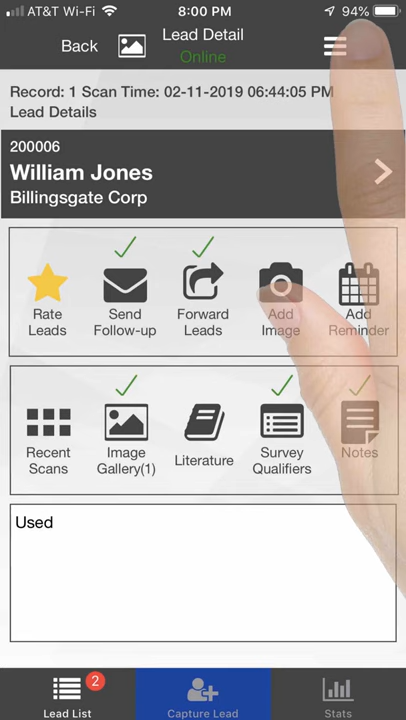 AT&T Wi-Fi 8:00 PM 94%
Back Lead Detail
Online
Record: 1 Scan Time: 02-11-2019 06:44:05 PM
Lead Details
200006
William Jones
Billingsgate Corp
Rate Leads
Send Follow-up
Forward Leads
Add Image
Add Reminder
Recent Scans
Image Gallery(1)
Literature
Survey Qualifiers
Notes
Used
2
Lead List
Capture Lead
Stats